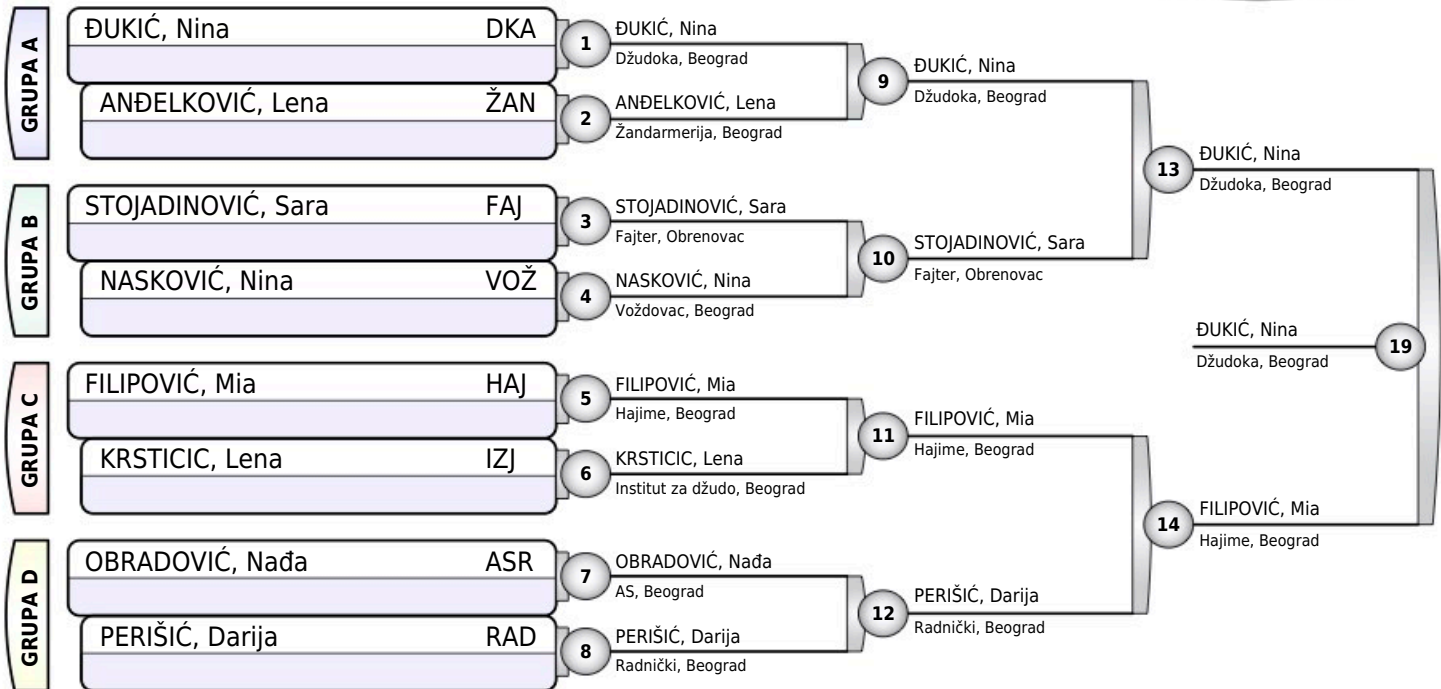 GRUPA A
ĐUKIĆ, Nina DKA
ANĐELKOVIĆ, Lena ŽAN
1
ĐUKIĆ, Nina
Džudoka, Beograd
2
ANĐELKOVIĆ, Lena
Žandarmerija, Beograd
9
ĐUKIĆ, Nina
Džudoka, Beograd
GRUPA B
STOJADINOVIĆ, Sara FAJ
NASKOVIĆ, Nina VOŽ
3
STOJADINOVIĆ, Sara
Fajter, Obrenovac
4
NASKOVIĆ, Nina
Voždovac, Beograd
10
STOJADINOVIĆ, Sara
Fajter, Obrenovac
13
ĐUKIĆ, Nina
Džudoka, Beograd
GRUPA C
FILIPOVIĆ, Mia HAJ
KRSTICIC, Lena IZJ
5
FILIPOVIĆ, Mia
Hajime, Beograd
6
KRSTICIC, Lena
Institut za džudo, Beograd
11
FILIPOVIĆ, Mia
Hajime, Beograd
GRUPA D
OBRADOVIĆ, Nađa ASR
PERIŠIĆ, Darija RAD
7
OBRADOVIĆ, Nađa
AS, Beograd
8
PERIŠIĆ, Darija
Radnički, Beograd
12
PERIŠIĆ, Darija
Radnički, Beograd
14
FILIPOVIĆ, Mia
Hajime, Beograd
ĐUKIĆ, Nina
Džudoka, Beograd
19